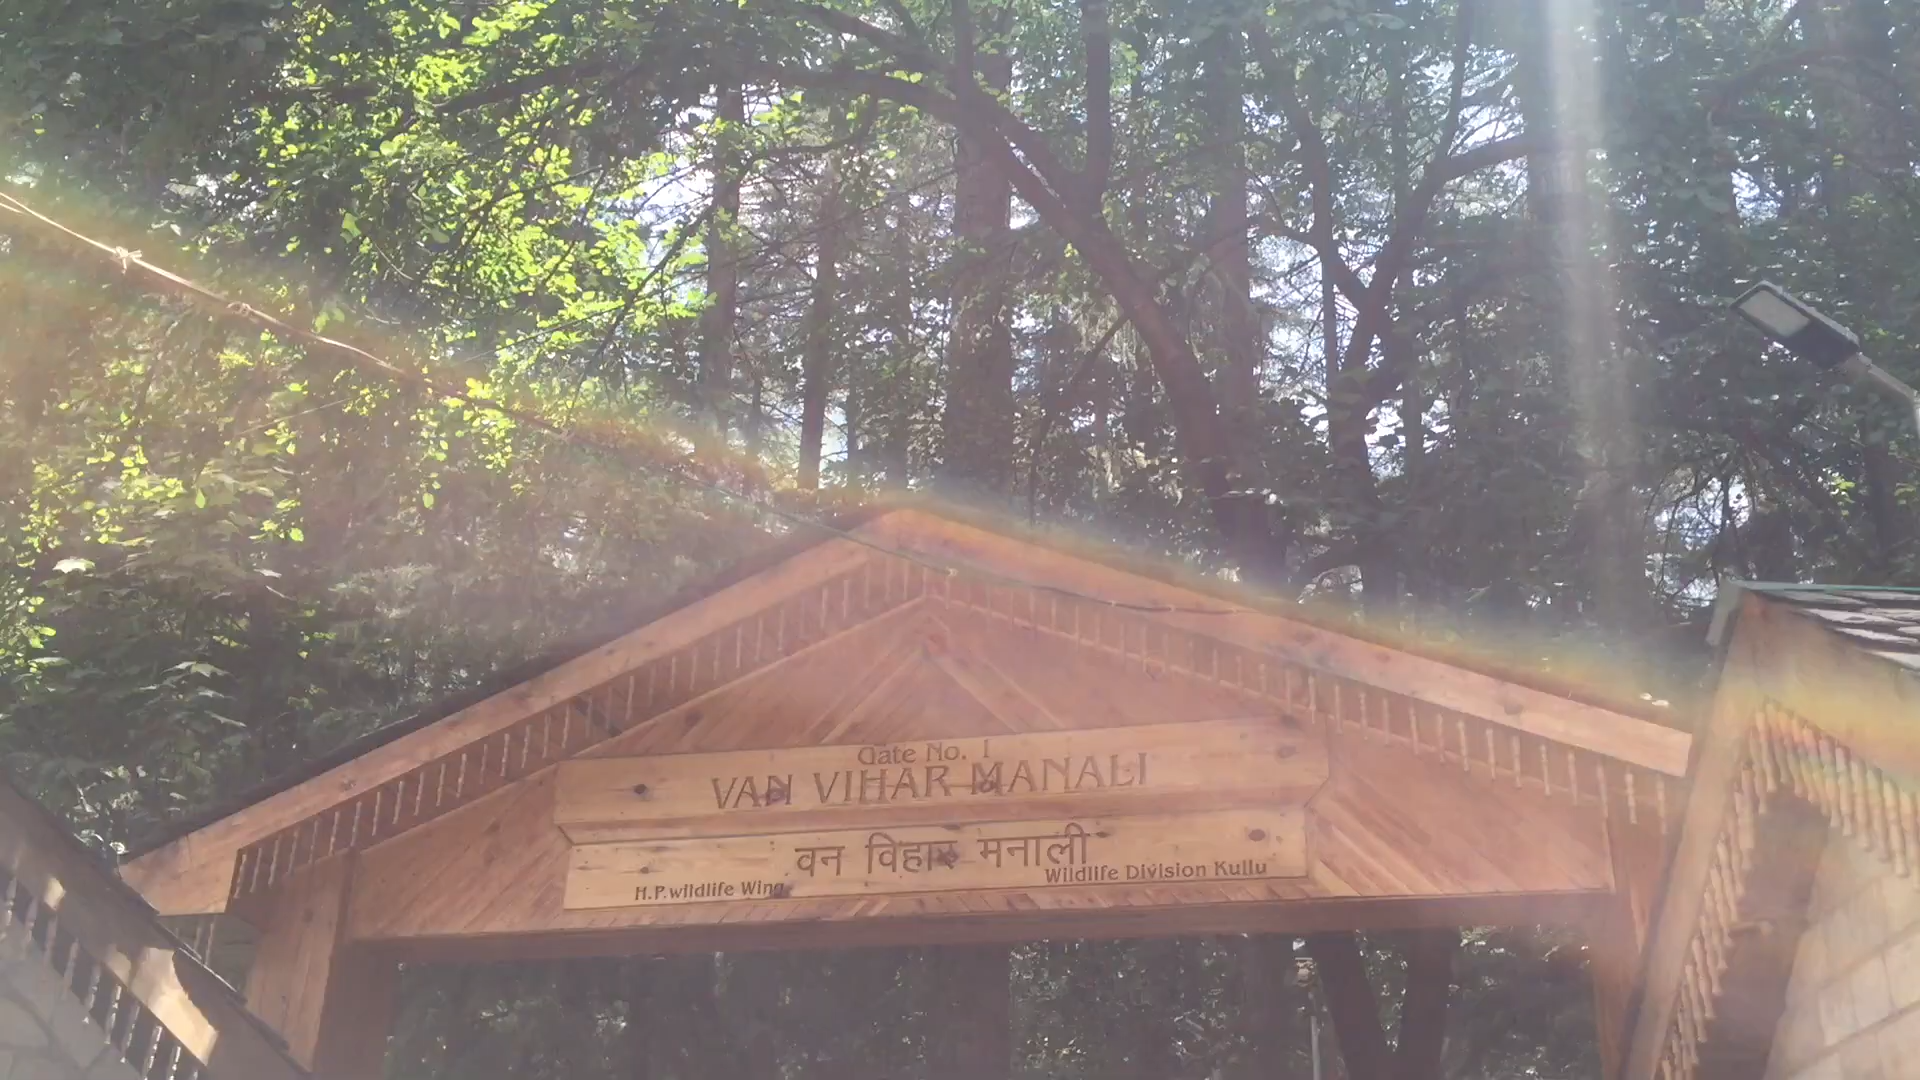 Gate No. 1
VAN VIHAR MANALI
वन विहार मनाली
H.P.wildlife Wing
Wildlife Division Kullu